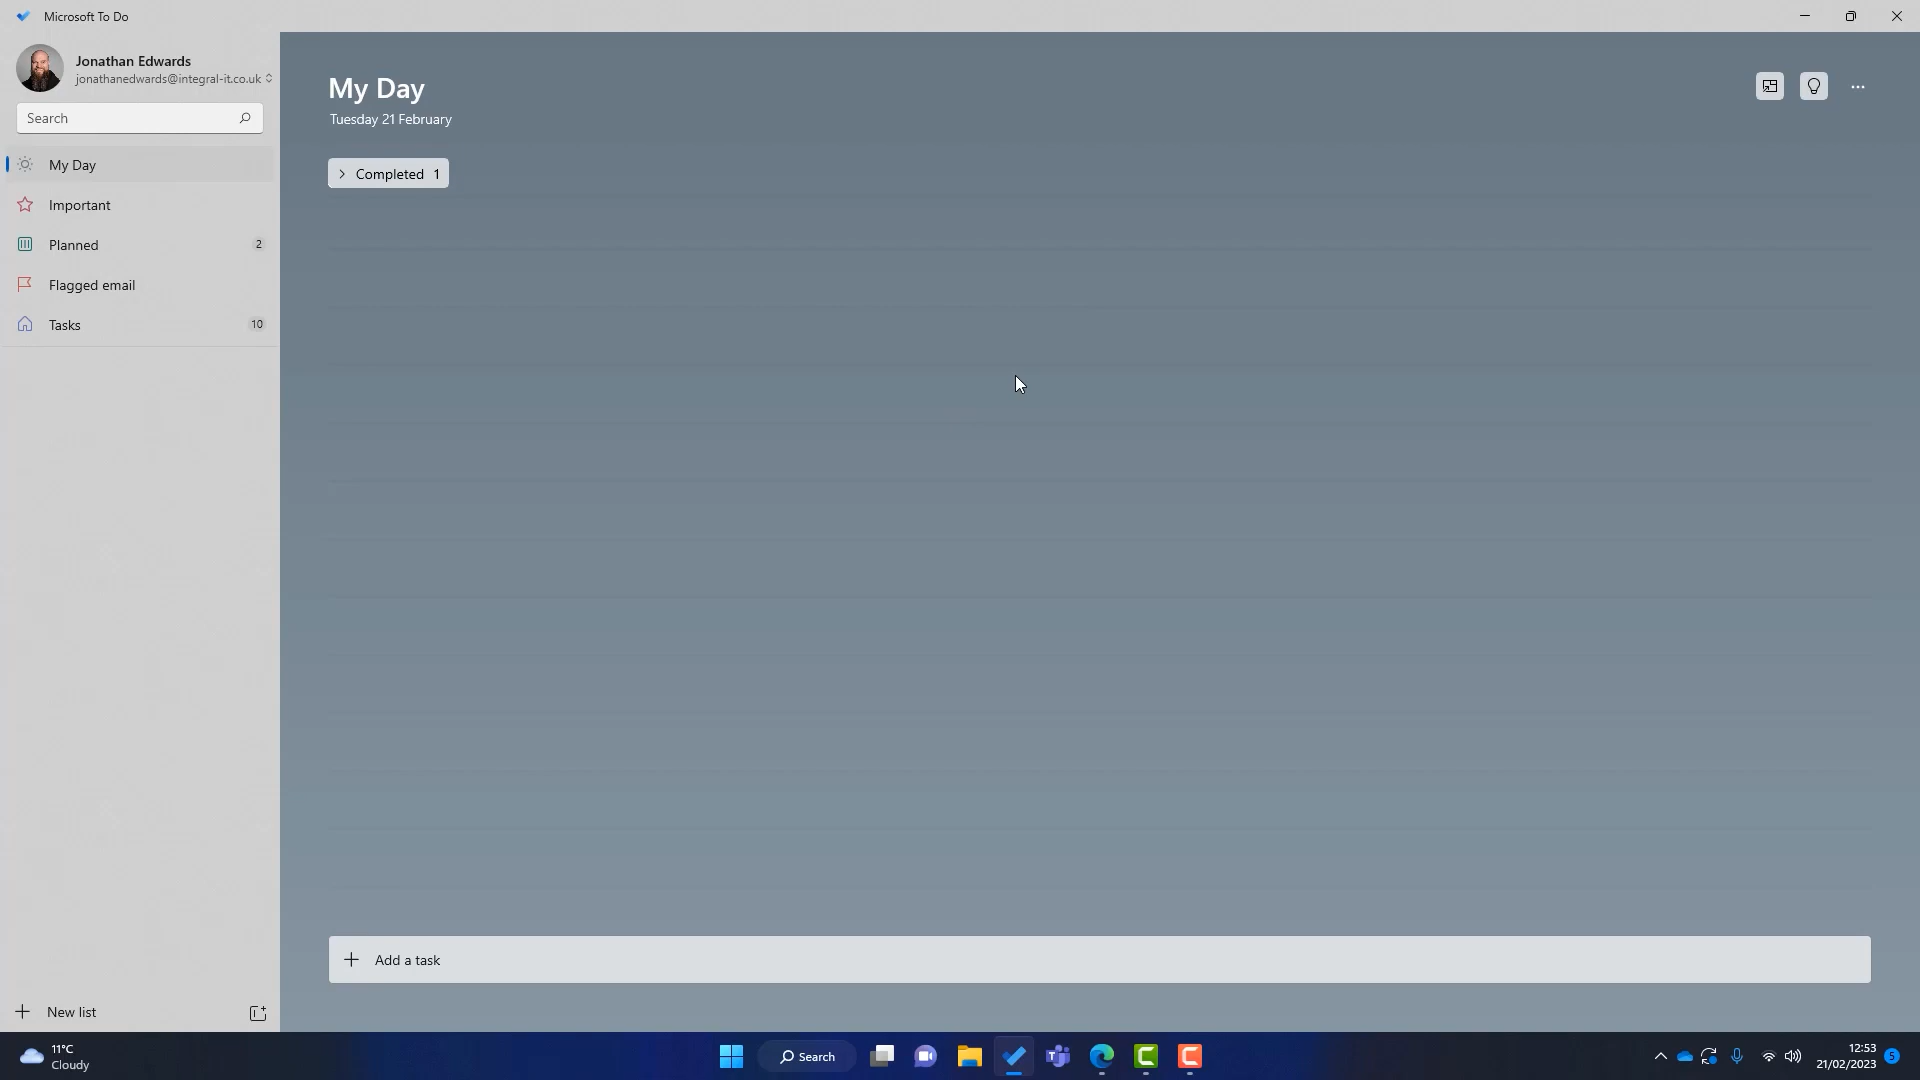 Microsoft To Do
Jonathan Edwards
jonathanedwards@integral-it.co.uk
Search
My Day
Important
Planned 2
Flagged email
Tasks 10
New list
My Day
Tuesday 21 February
Completed 1
Add a task
11°C
Cloudy
Search
12:53
21/02/2023
5